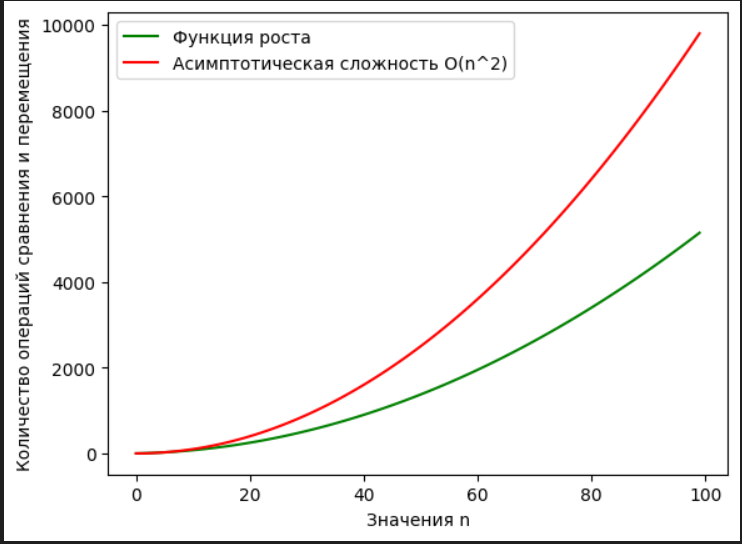 Количество операций сравнения и перемещения
10000
8000
6000
4000
2000
0
Функция роста
Асимптотическая сложность O(n^2)
0 20 40 60 80 100
Значения n